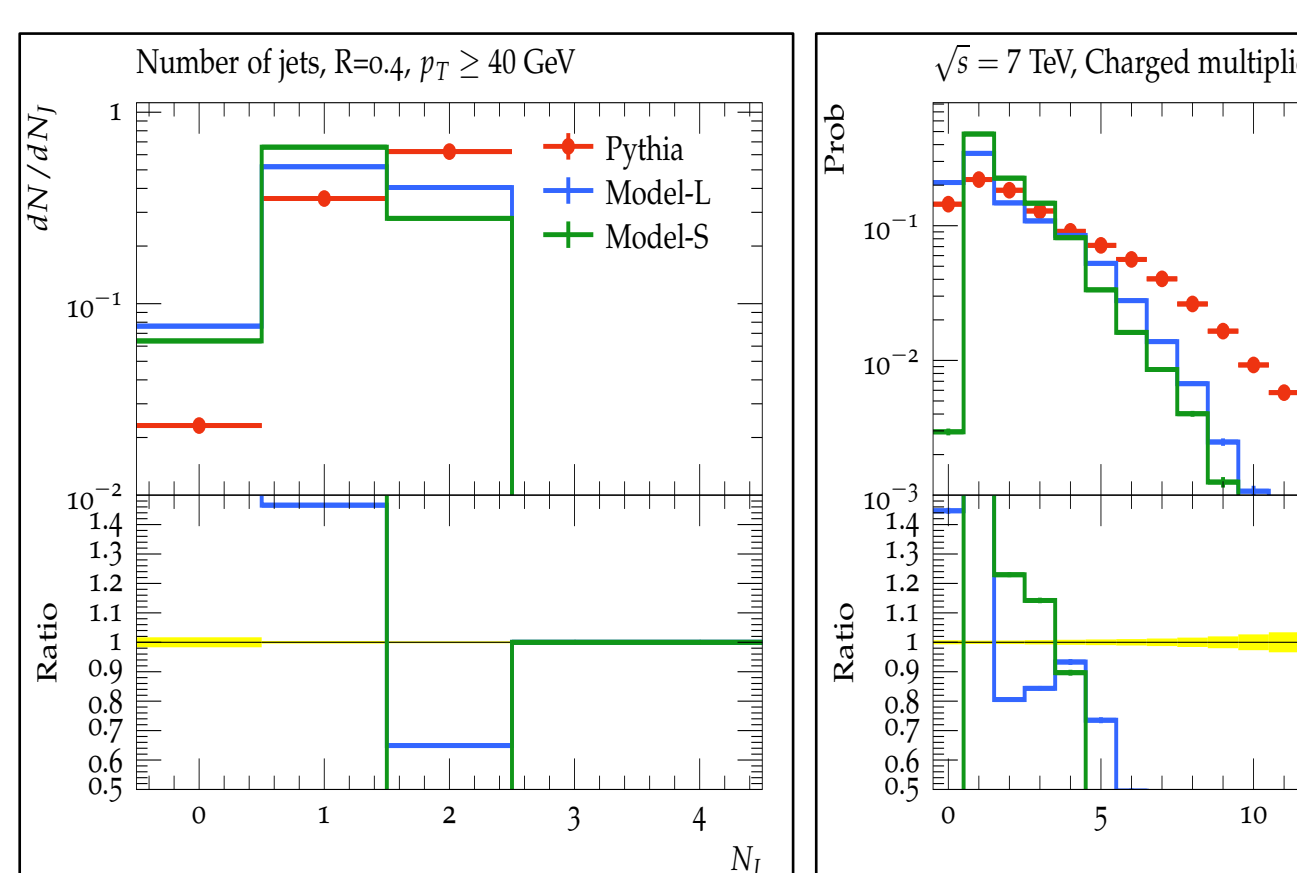 Number of jets, R=0.4, p_T ≥ 40 GeV
dN/dN_J
1
10^−1
10^−2
Pythia
Model-L
Model-S
Ratio
1.4
1.3
1.2
1.1
1
0.9
0.8
0.7
0.6
0.5
0 1 2 3 4
N_J
√s = 7 TeV, Charged multiplic
Prob
10^−1
10^−2
10^−3
Ratio
1.4
1.3
1.2
1.1
1
0.9
0.8
0.7
0.6
0.5
0 5 10